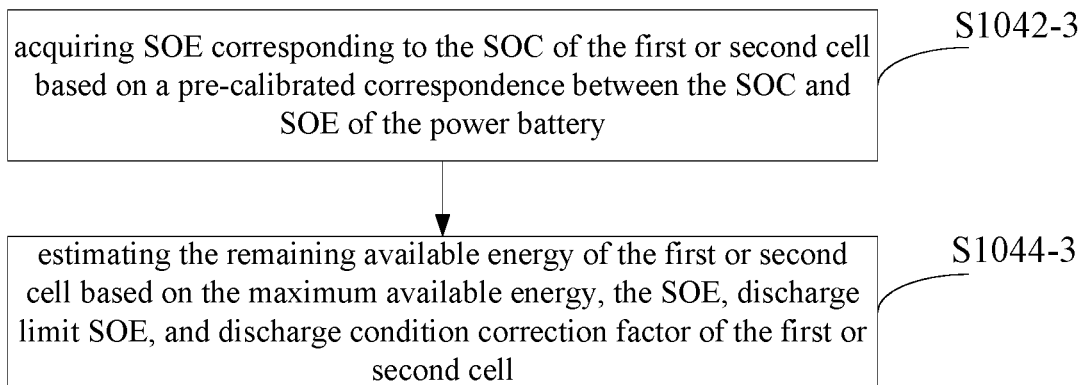 acquiring SOE corresponding to the SOC of the first or second cell
based on a pre-calibrated correspondence between the SOC and
SOE of the power battery
S1042-3
estimating the remaining available energy of the first or second
cell based on the maximum available energy, the SOE, discharge
limit SOE, and discharge condition correction factor of the first or
second cell
S1044-3